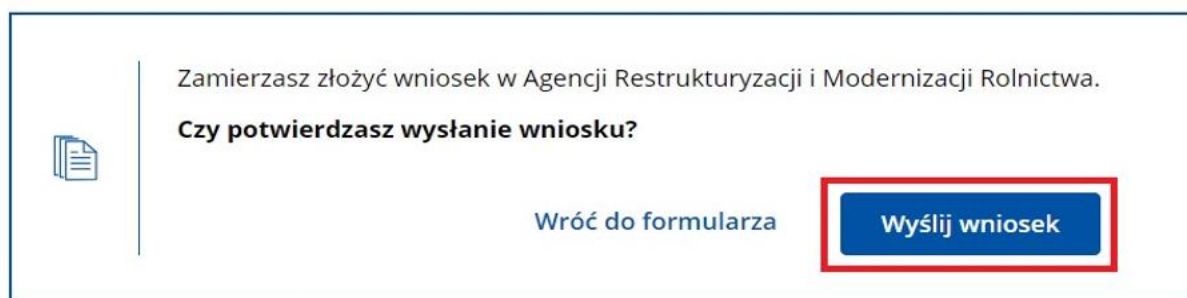 Zamierzasz złożyć wniosek w Agencji Restrukturyzacji i Modernizacji Rolnictwa.
Czy potwierdzasz wysłanie wniosku?
Wróć do formularza
Wyślij wniosek